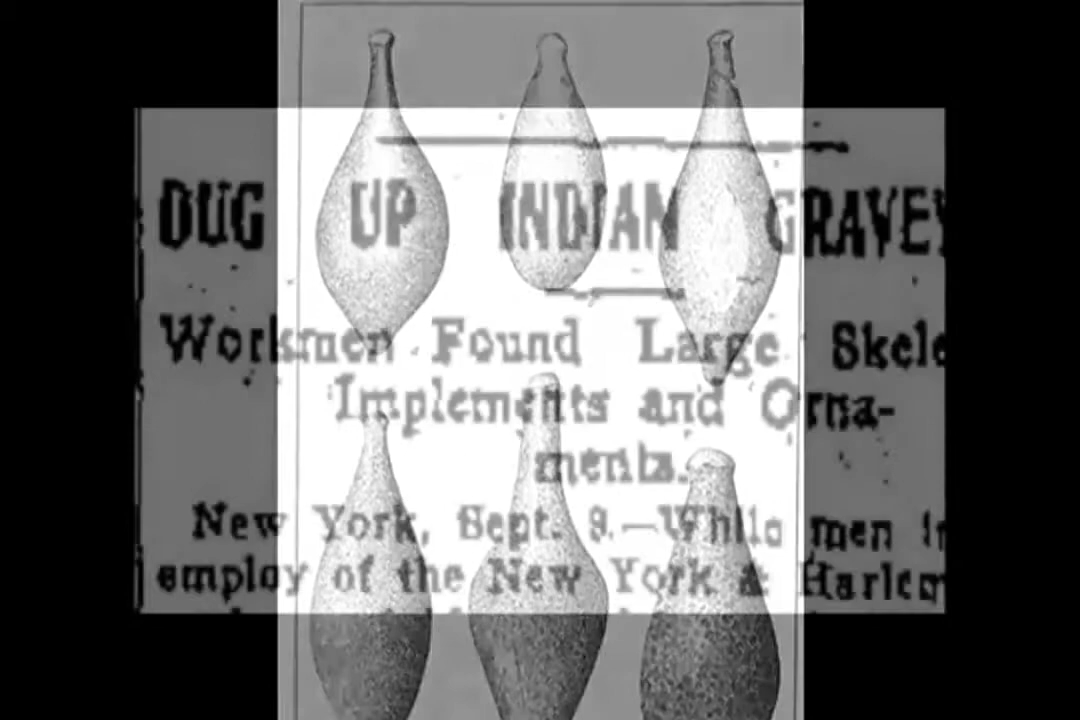 DUG UP INDIAN GRAVEY
Workmen Found Large Skele
Implements and Orna-
ments.
New York, Sept. 9.—While men in
employ of the New York & Harlem